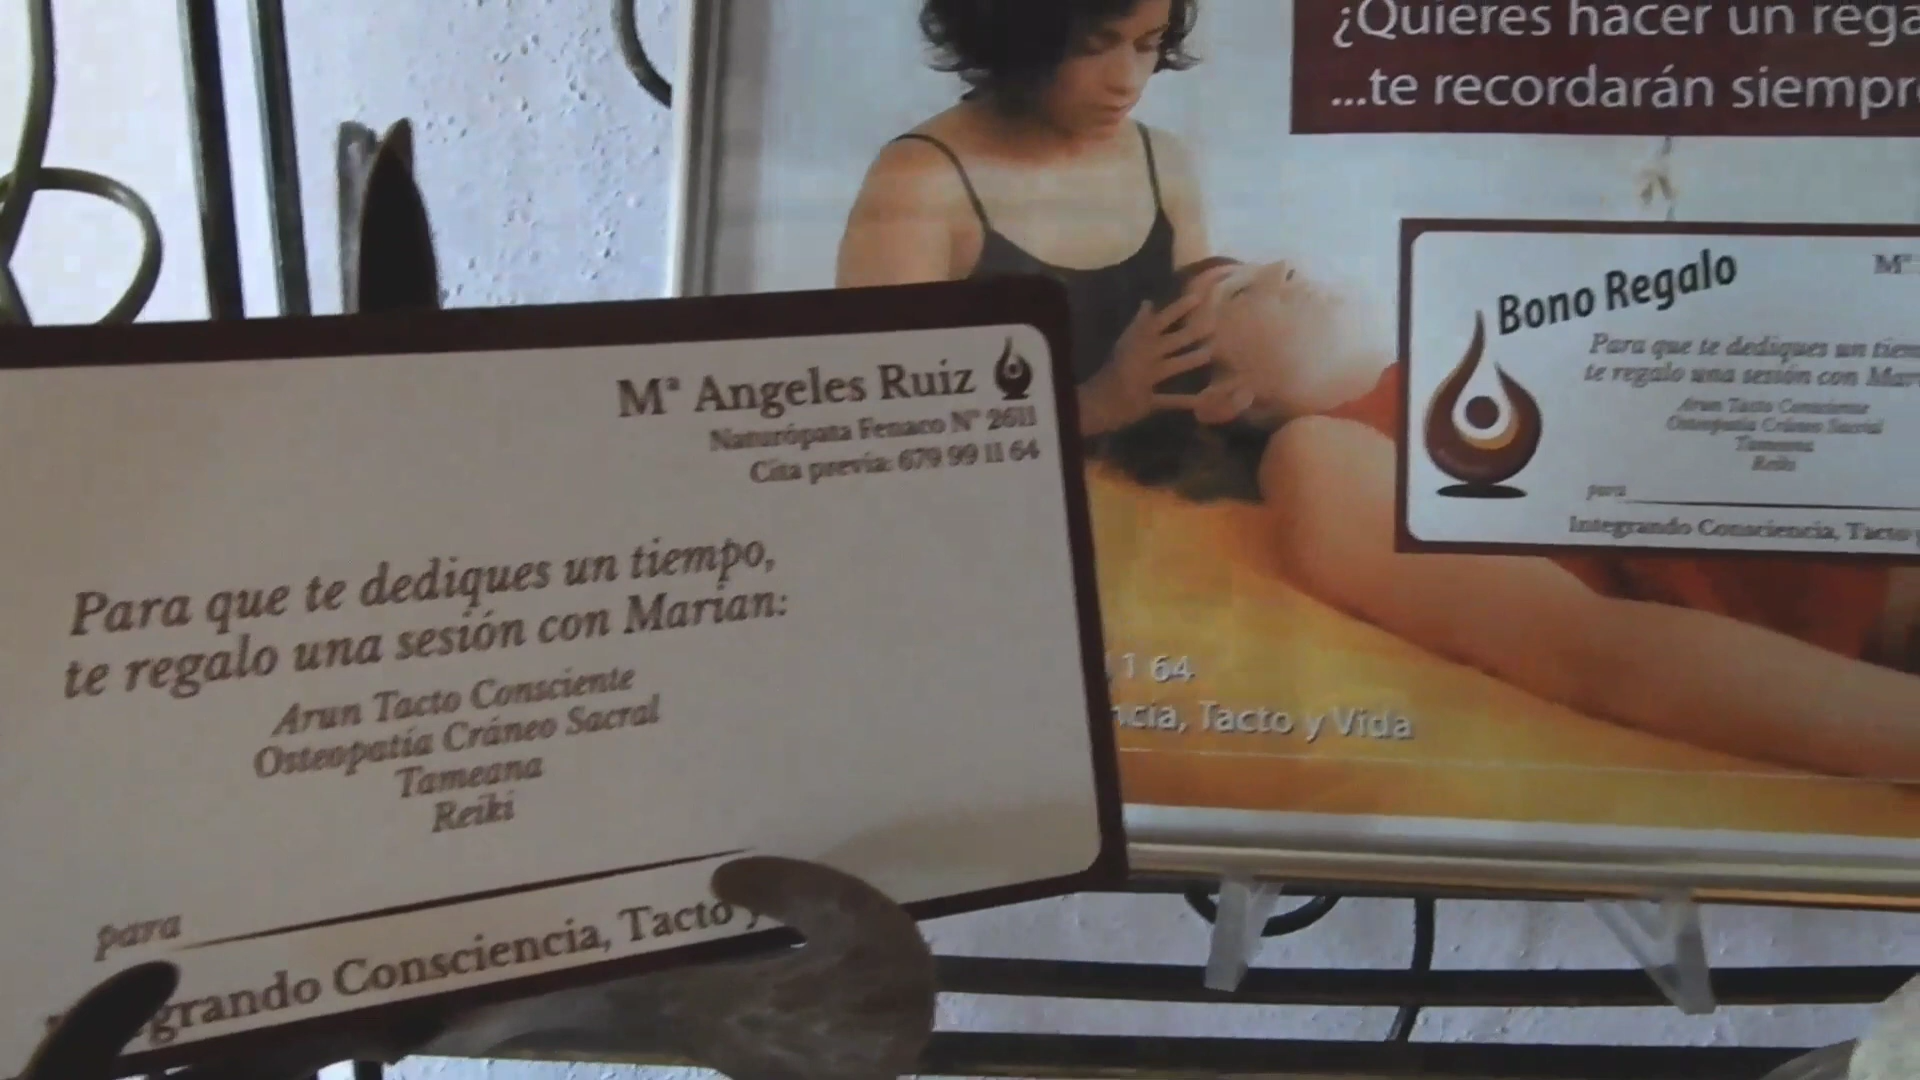 Mª Angeles Ruiz
Naturópata Fenaco Nº 2611
Cita previa: 679 99 11 64
Para que te dediques un tiempo,
te regalo una sesión con Marian:
Arun Tacto Consciente
Osteopatía Cráneo Sacral
Tameana
Reiki
para
grando Consciencia, Tacto y
¿Quieres hacer un rega
...te recordarán siempre
Bono Regalo
Mª
Para que te dediques un tiem
te regalo una sesión con Mar
Arun Tacto Consciente
Osteopatía Cráneo Sacral
Tameana
Reiki
para
Integrando Consciencia, Tacto y
1 64
ncia, Tacto y Vida